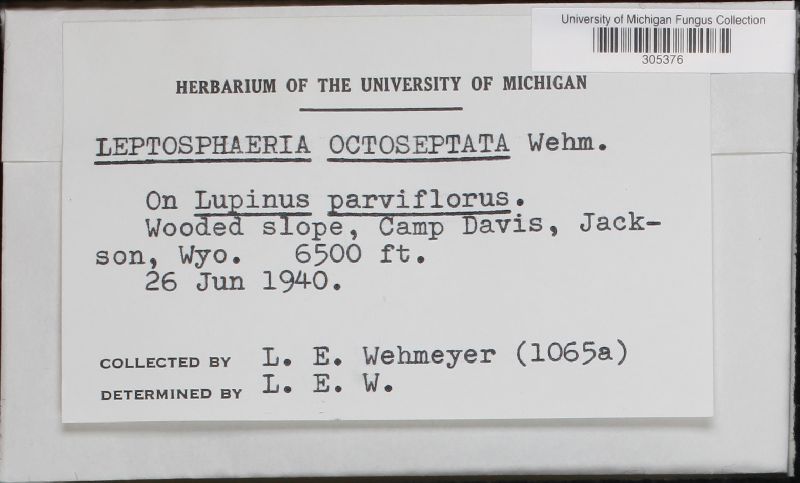 University of Michigan Fungus Collection
305376
HERBARIUM OF THE UNIVERSITY OF MICHIGAN
LEPTOSPHAERIA OCTOSEPTATA Wehm.
On Lupinus parviflorus.
Wooded slope, Camp Davis, Jack-
son, Wyo. 6500 ft.
26 Jun 1940.
COLLECTED BY L. E. Wehmeyer (1065a)
DETERMINED BY L. E. W.